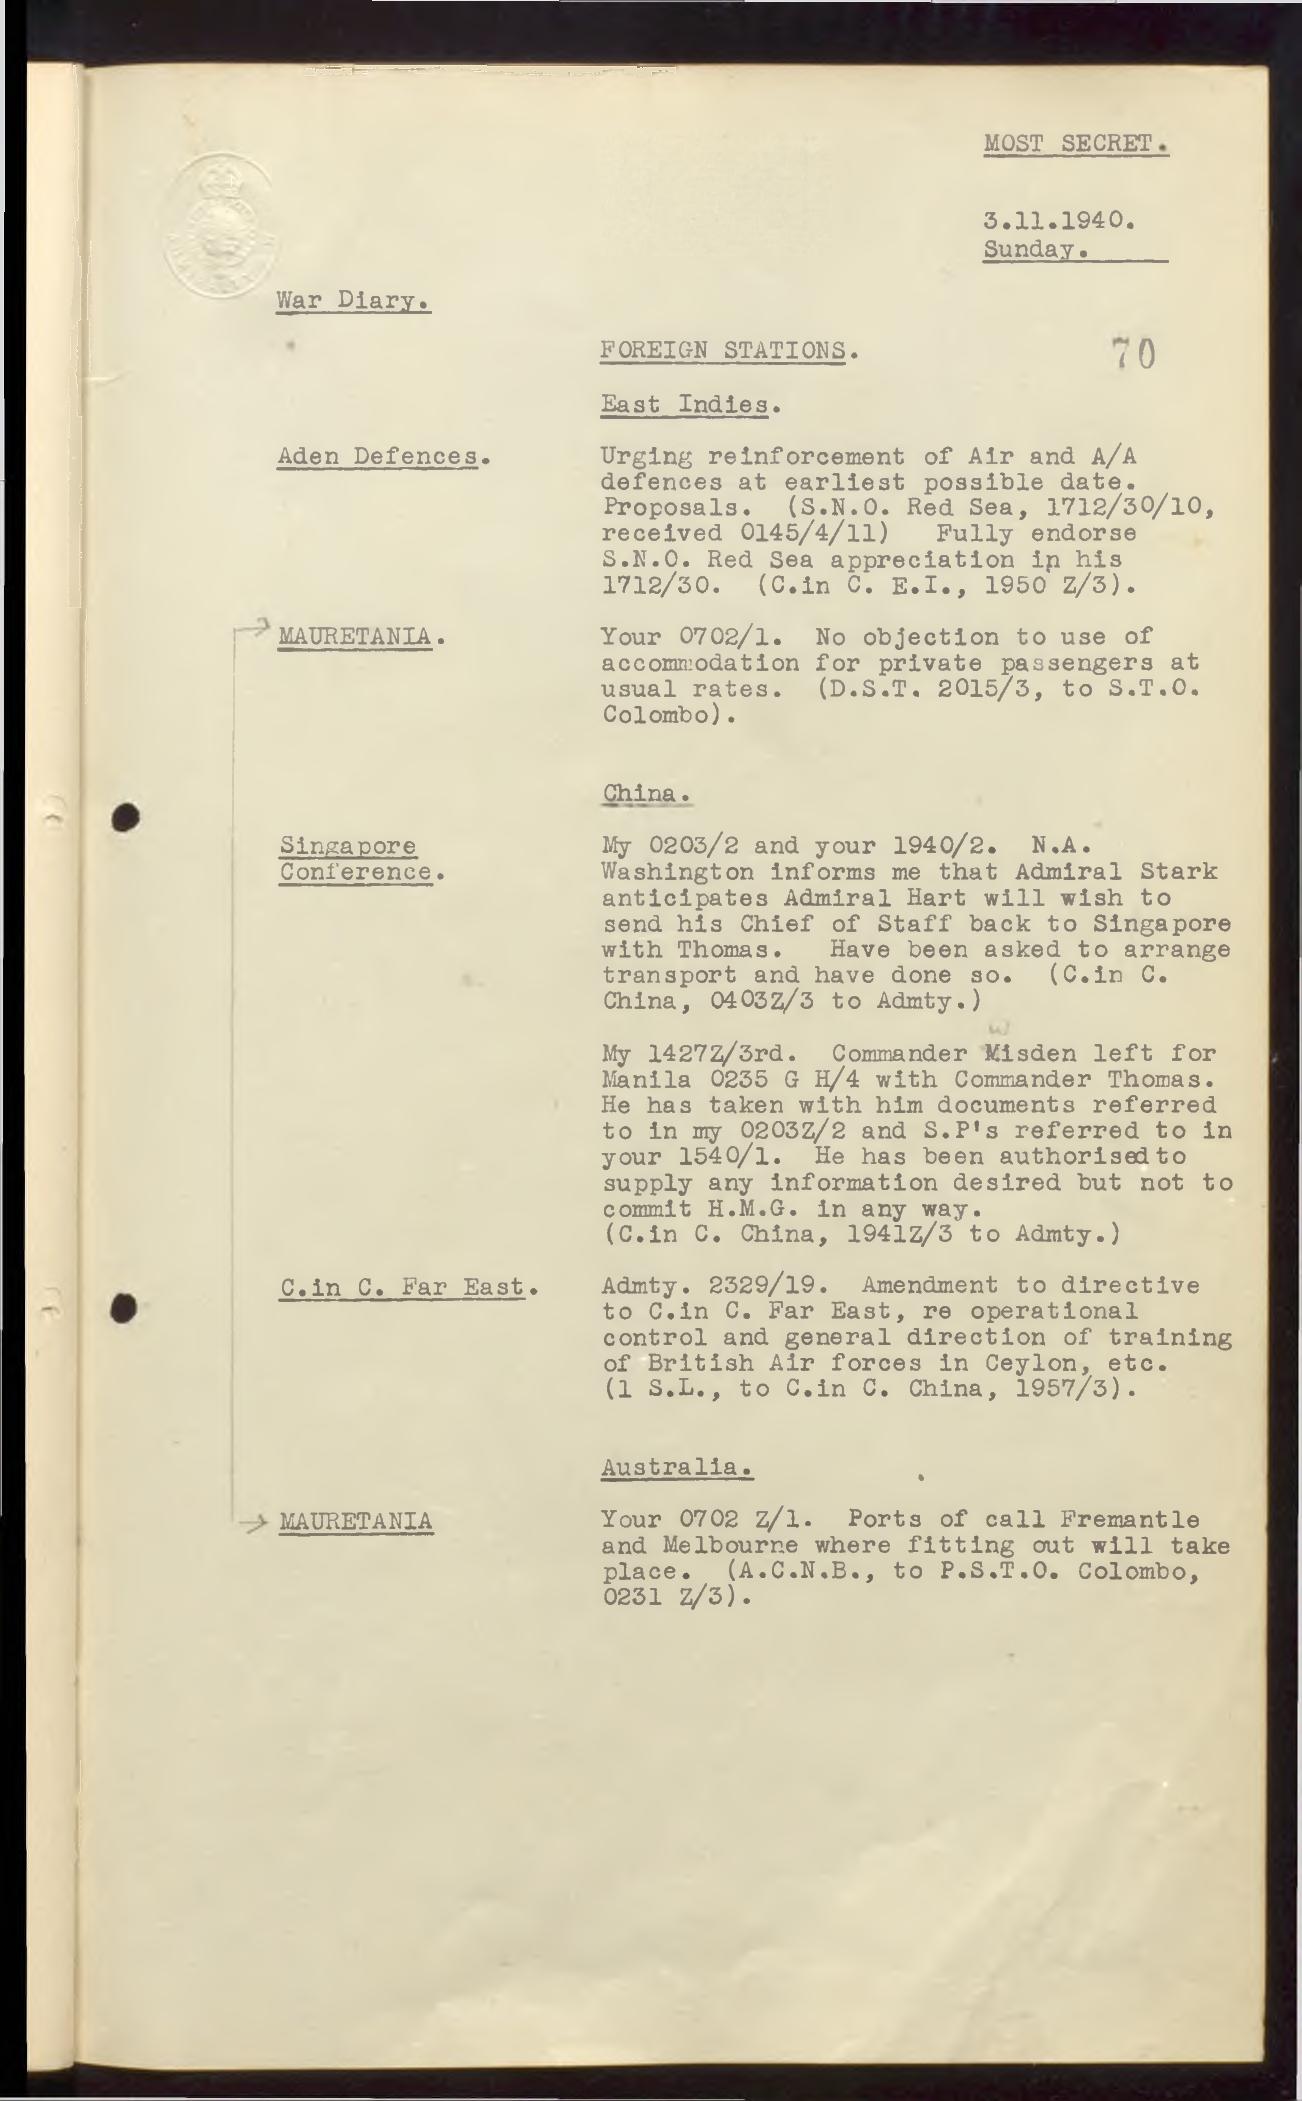 MOST SECRET.
3.11.1940.
Sunday.
War Diary.
FOREIGN STATIONS.
70
East Indies.
Aden Defences.
Urging reinforcement of Air and A/A
defences at earliest possible date.
Proposals. (S.N.O. Red Sea, 1712/30/10,
received 0145/4/11) Fully endorse
S.N.O. Red Sea appreciation in his
1712/30. (C.in C. E.I., 1950 Z/3).
MAURETANIA.
Your 0702/1. No objection to use of
accommodation for private passengers at
usual rates. (D.S.T. 2015/3, to S.T.O.
Colombo).
China.
Singapore
Conference.
My 0203/2 and your 1940/2. N.A.
Washington informs me that Admiral Stark
anticipates Admiral Hart will wish to
send his Chief of Staff back to Singapore
with Thomas. Have been asked to arrange
transport and have done so. (C.in C.
China, 0403Z/3 to Admty.)
w
My 1427Z/3rd. Commander Misden left for
Manila 0235 G H/4 with Commander Thomas.
He has taken with him documents referred
to in my 0203Z/2 and S.P's referred to in
your 1540/1. He has been authorised to
supply any information desired but not to
commit H.M.G. in any way.
(C.in C. China, 1941Z/3 to Admty.)
C.in C. Far East.
Admty. 2329/19. Amendment to directive
to C.in C. Far East, re operational
control and general direction of training
of British Air forces in Ceylon, etc.
(1 S.L., to C.in C. China, 1957/3).
Australia.
MAURETANIA
Your 0702 Z/1. Ports of call Fremantle
and Melbourne where fitting out will take
place. (A.C.N.B., to P.S.T.O. Colombo,
0231 Z/3).